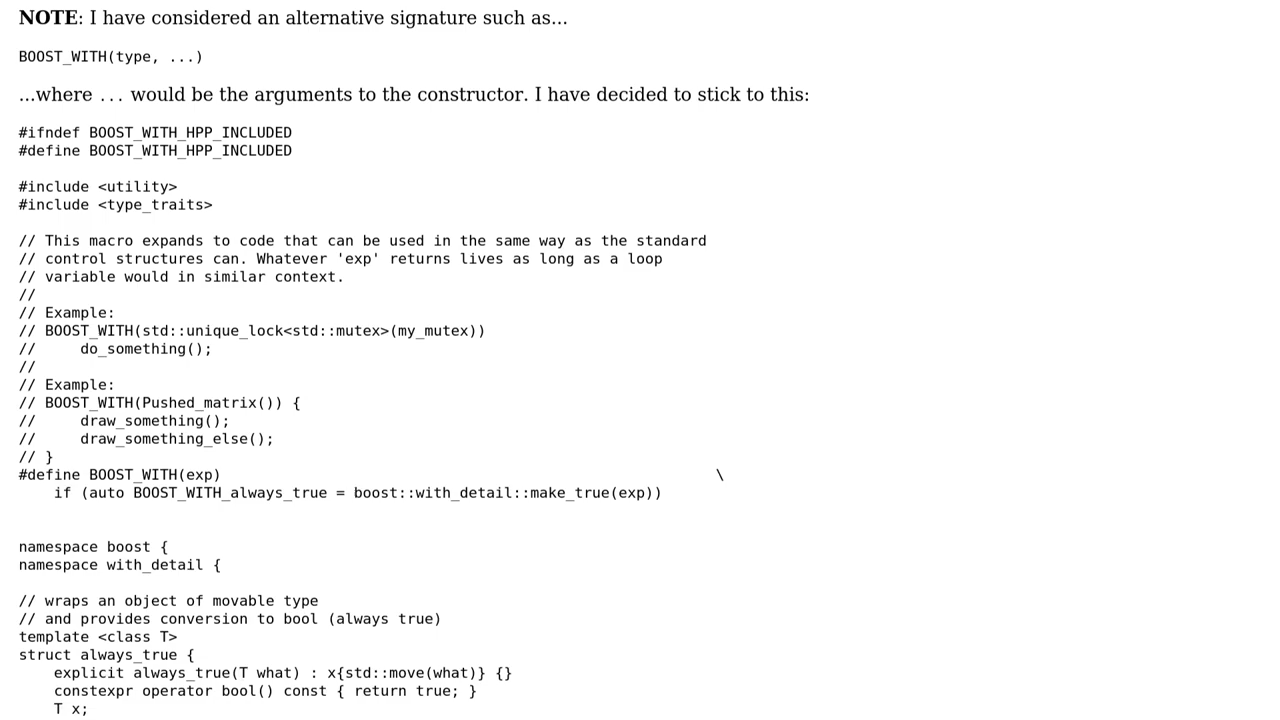 NOTE: I have considered an alternative signature such as...
BOOST_WITH(type, ...)
...where ... would be the arguments to the constructor. I have decided to stick to this:
#ifndef BOOST_WITH_HPP_INCLUDED
#define BOOST_WITH_HPP_INCLUDED
#include <utility>
#include <type_traits>
// This macro expands to code that can be used in the same way as the standard
// control structures can. Whatever 'exp' returns lives as long as a loop
// variable would in similar context.
//
// Example:
// BOOST_WITH(std::unique_lock<std::mutex>(my_mutex))
//     do_something();
//
// Example:
// BOOST_WITH(Pushed_matrix()) {
//     draw_something();
//     draw_something_else();
// }
#define BOOST_WITH(exp)                                                        \
    if (auto BOOST_WITH_always_true = boost::with_detail::make_true(exp))
namespace boost {
namespace with_detail {
// wraps an object of movable type
// and provides conversion to bool (always true)
template <class T>
struct always_true {
    explicit always_true(T what) : x{std::move(what)} {}
    constexpr operator bool() const { return true; }
    T x;